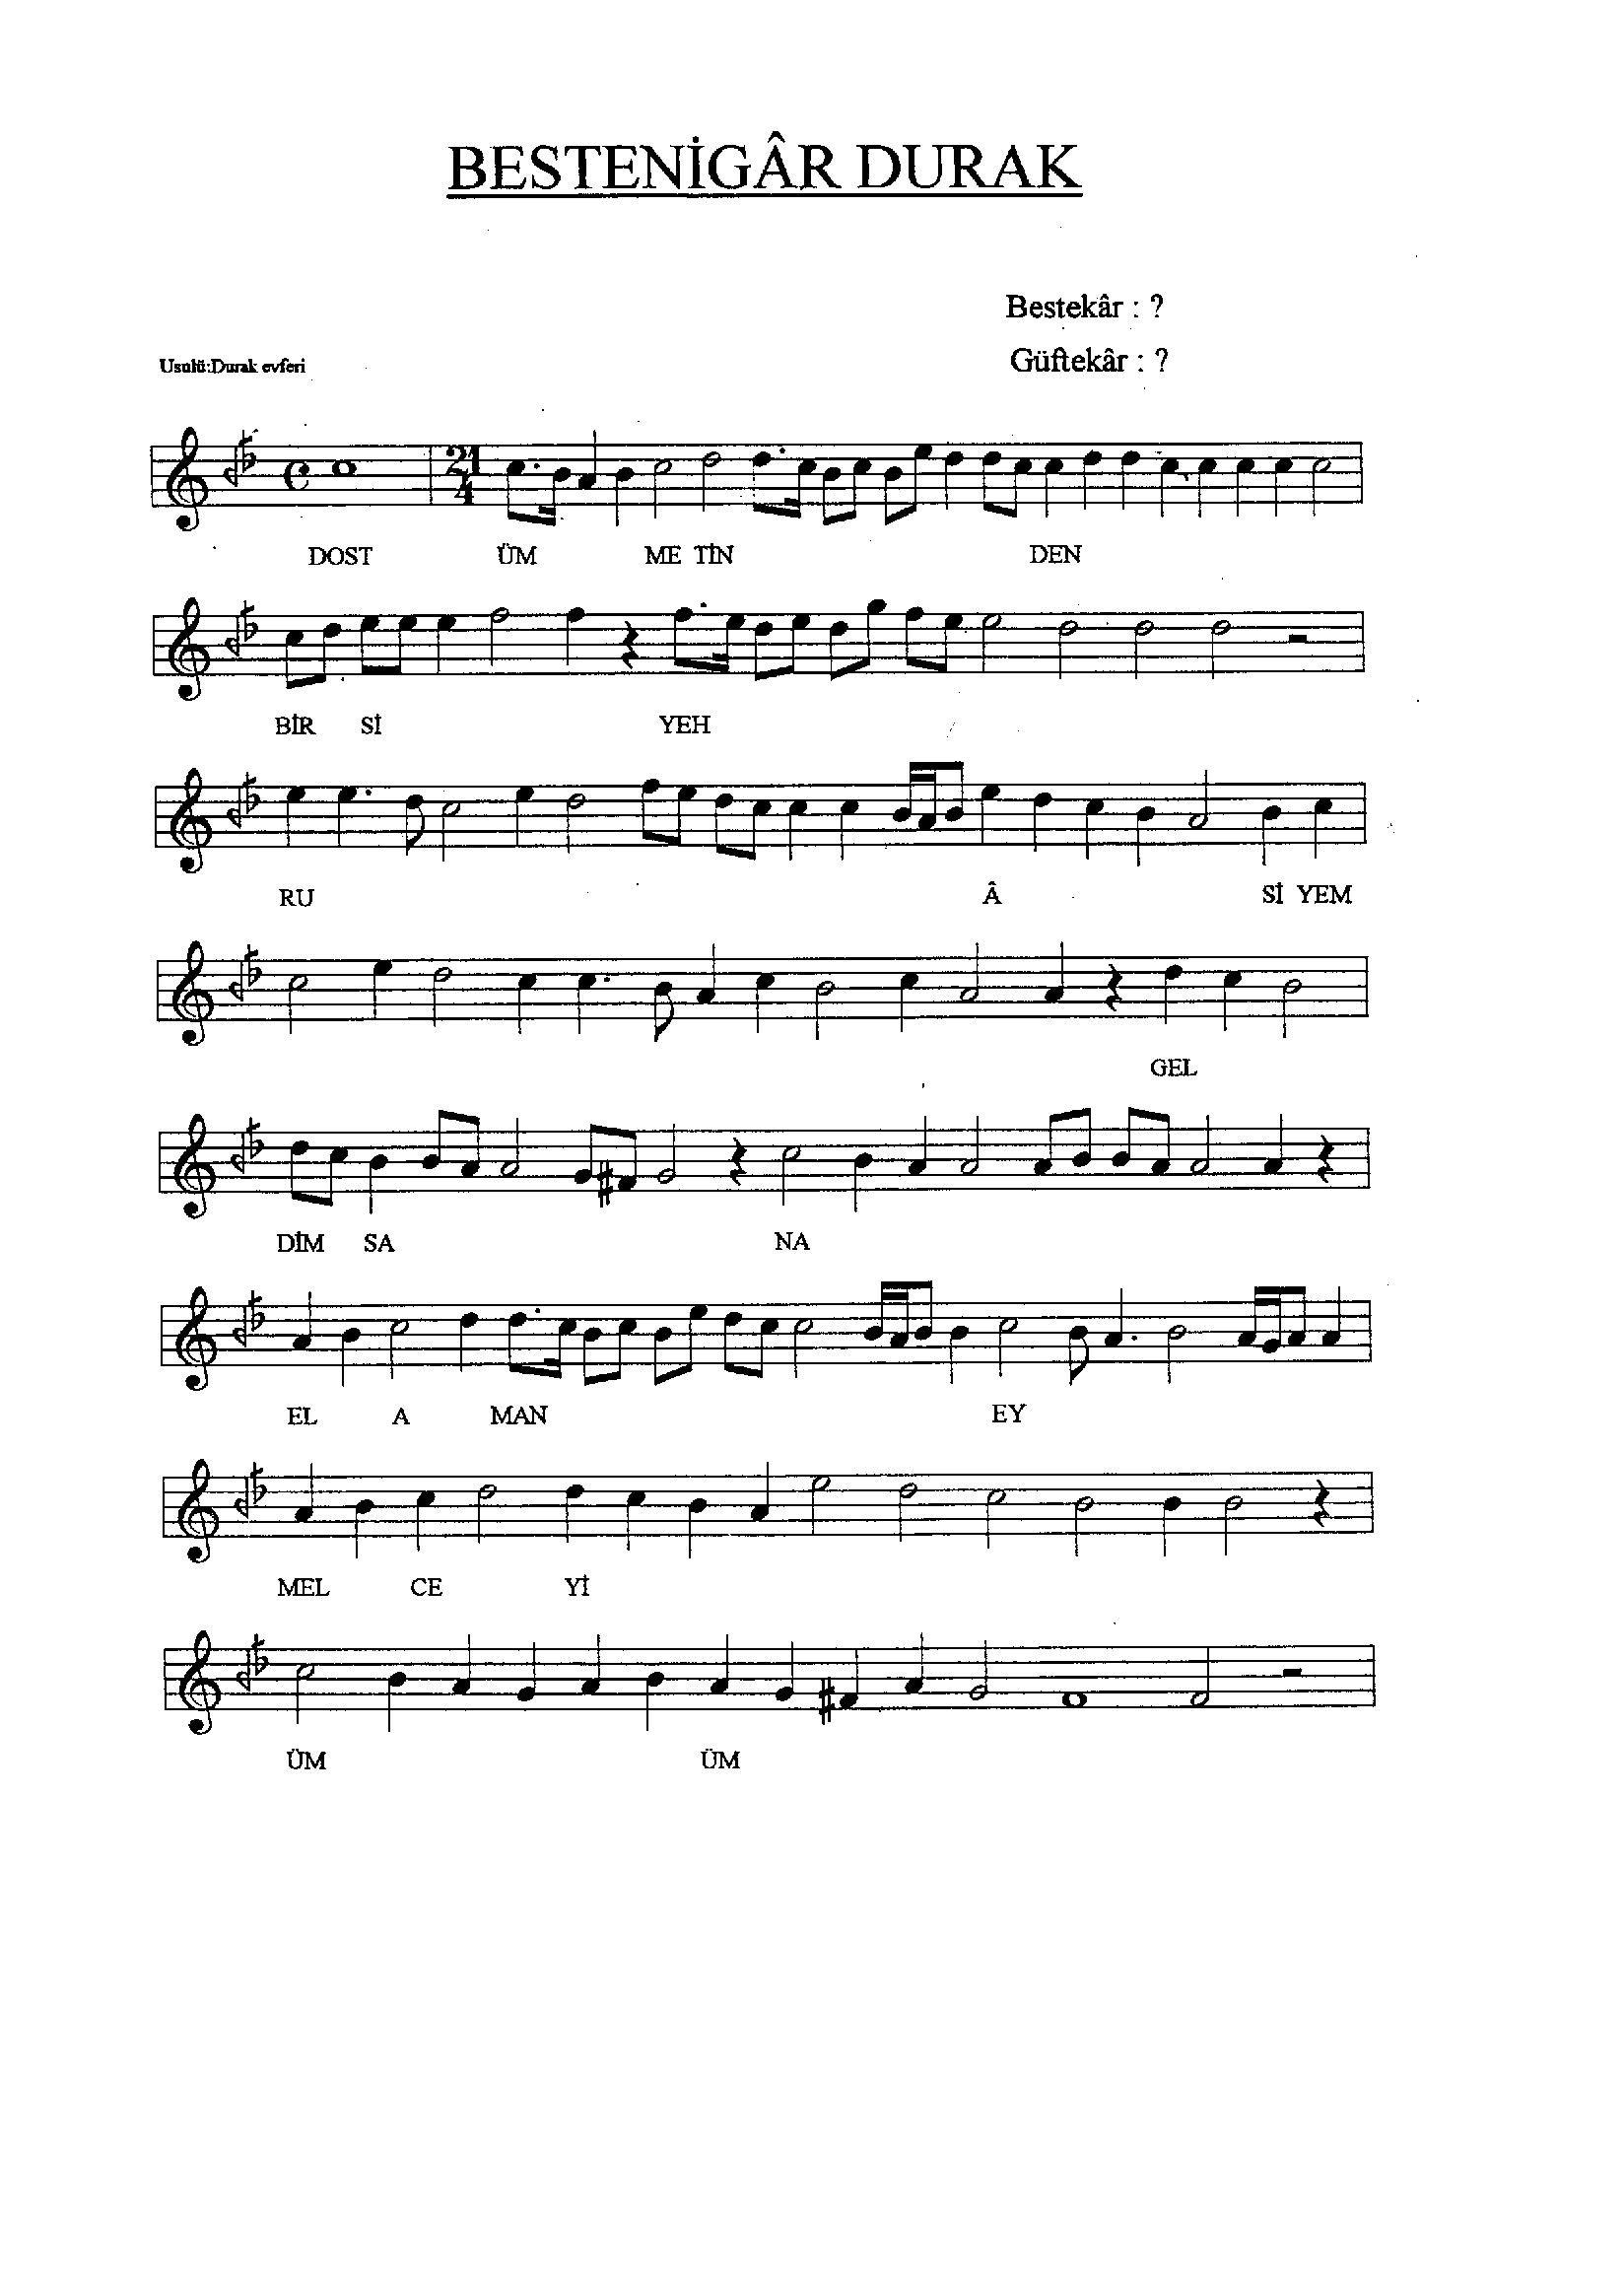 BESTENİGÂR DURAK
Bestekâr : ?
Usulü:Durak evferi
Güftekâr : ?
21
4
DOST ÜM ME TİN DEN
BİR Sİ YEH
RU Â Sİ YEM
GEL
DİM SA NA
EL A MAN EY
MEL CE Yİ
ÜM ÜM